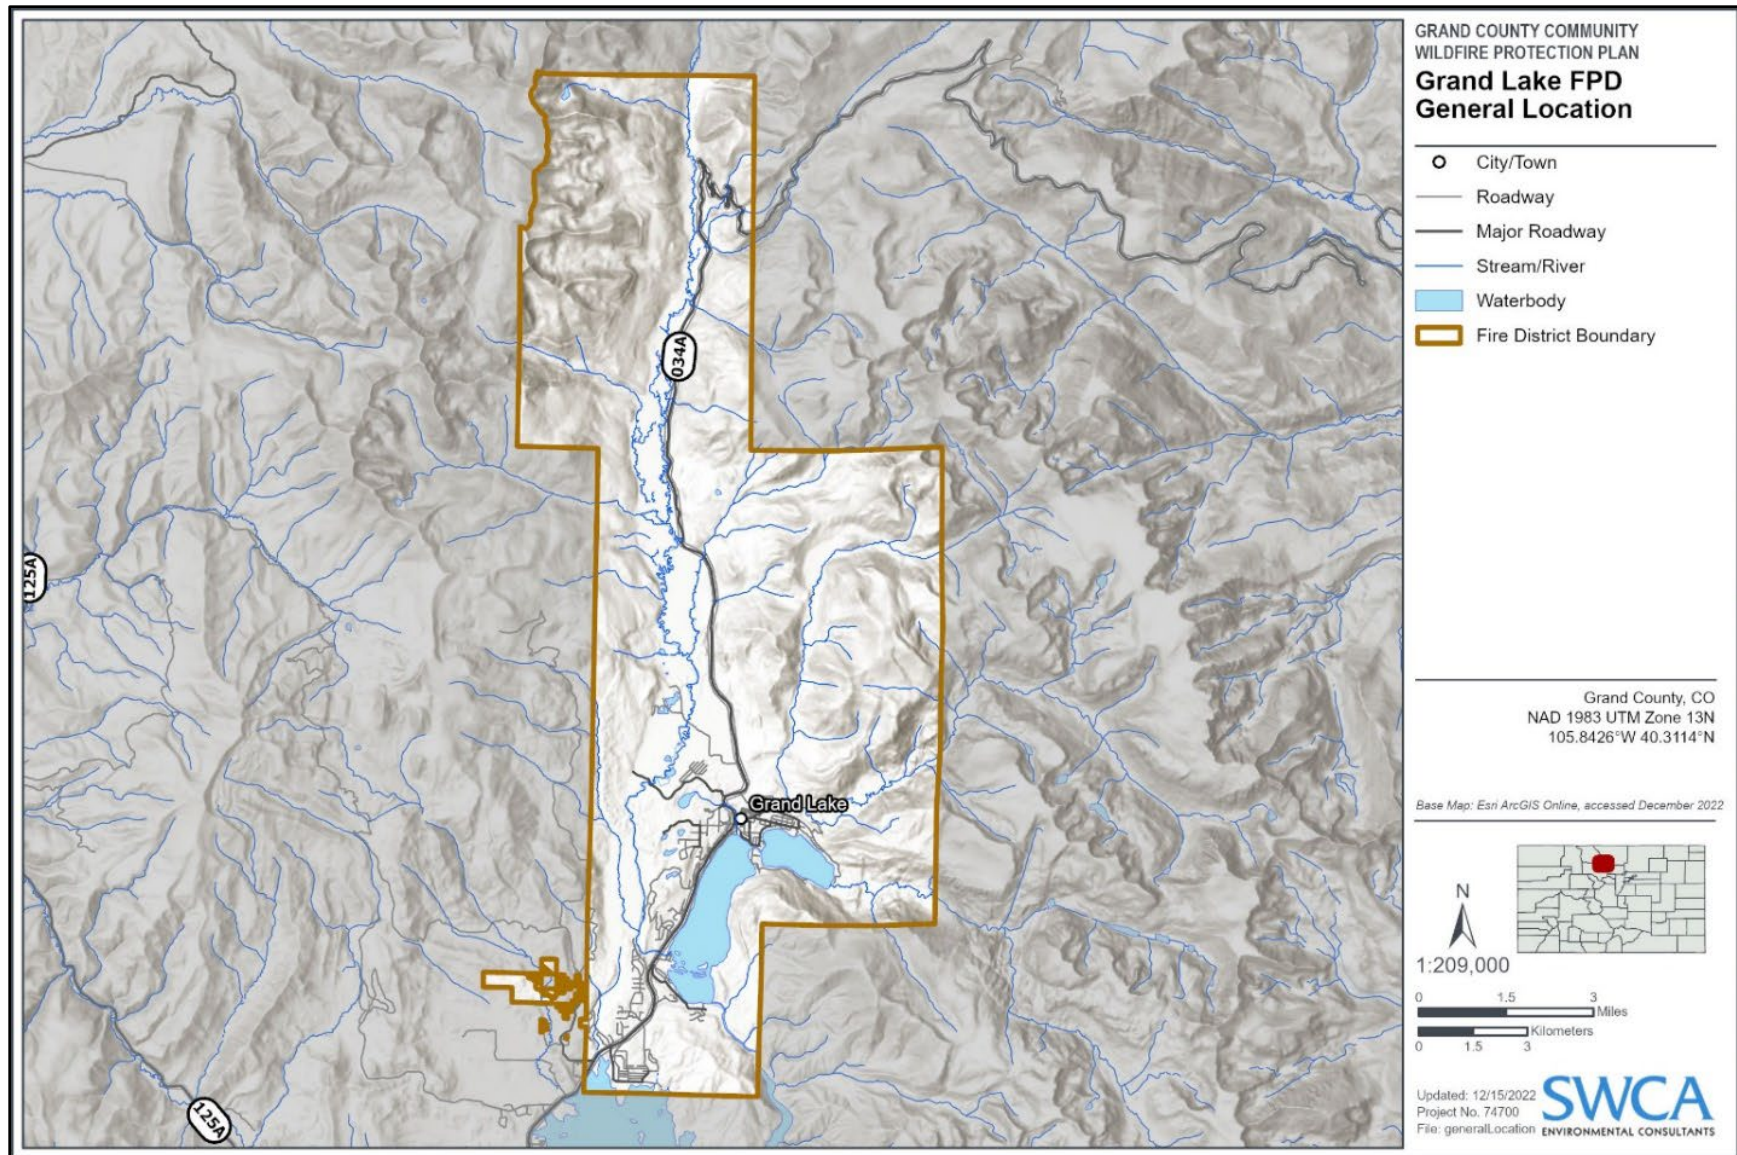 GRAND COUNTY COMMUNITY
WILDFIRE PROTECTION PLAN
Grand Lake FPD
General Location
City/Town
Roadway
Major Roadway
Stream/River
Waterbody
Fire District Boundary
034A
125A
Grand Lake
125A
Grand County, CO
NAD 1983 UTM Zone 13N
105.8426°W 40.3114°N
Base Map: Esri ArcGIS Online, accessed December 2022
N
1:209,000
0 1.5 3
Miles
Kilometers
0 1.5 3
Updated: 12/15/2022
Project No. 74700
File: generalLocation
SWCA
ENVIRONMENTAL CONSULTANTS